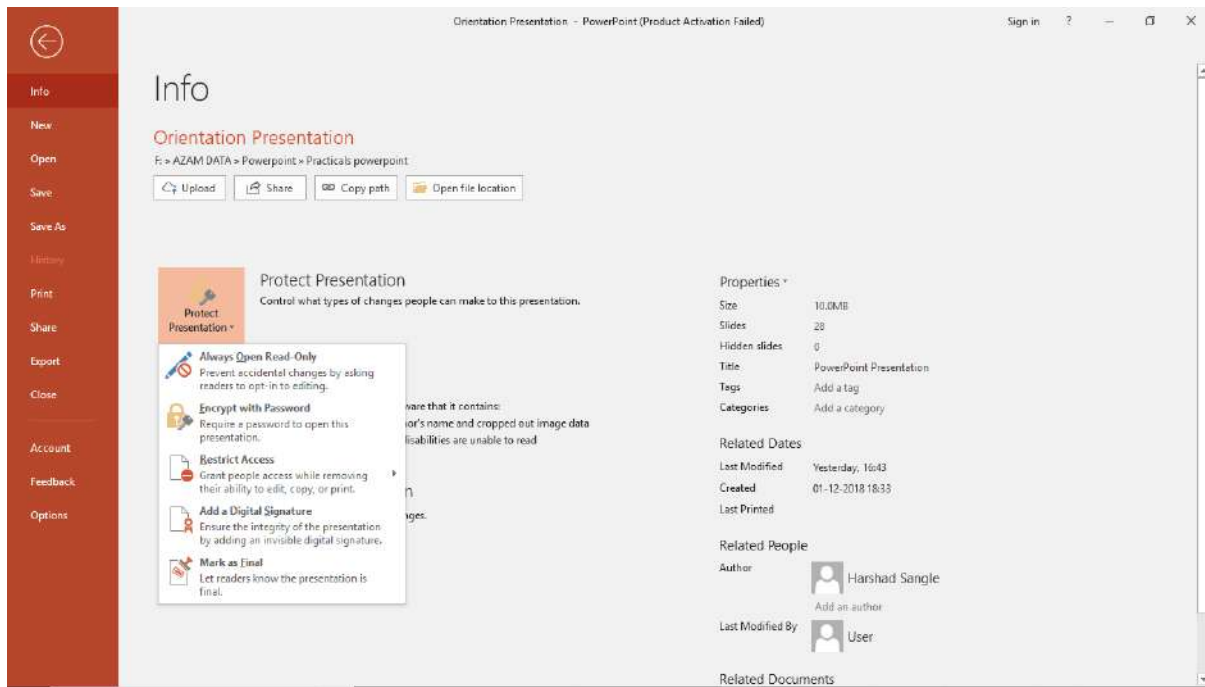 Orientation Presentation - PowerPoint (Product Activation Failed)
Sign in ?
Info
New
Open
Save
Save As
History
Print
Share
Export
Close
Account
Feedback
Options
Info
Orientation Presentation
F: » AZAM DATA » Powerpoint » Practicals powerpoint
Upload Share Copy path Open file location
Protect Presentation
Protect Presentation
Control what types of changes people can make to this presentation.
Always Open Read-Only
Prevent accidental changes by asking
readers to opt-in to editing.
Encrypt with Password
Require a password to open this
presentation.
Restrict Access
Grant people access while removing
their ability to edit, copy, or print.
Add a Digital Signature
Ensure the integrity of the presentation
by adding an invisible digital signature.
Mark as Final
Let readers know the presentation is
final.
ware that it contains:
or's name and cropped out image data
disabilities are unable to read
n
nges.
Properties
Size 10.0MB
Slides 28
Hidden slides 0
Title PowerPoint Presentation
Tags Add a tag
Categories Add a category
Related Dates
Last Modified Yesterday, 16:43
Created 01-12-2018 18:33
Last Printed
Related People
Author Harshad Sangle
Add an author
Last Modified By User
Related Documents